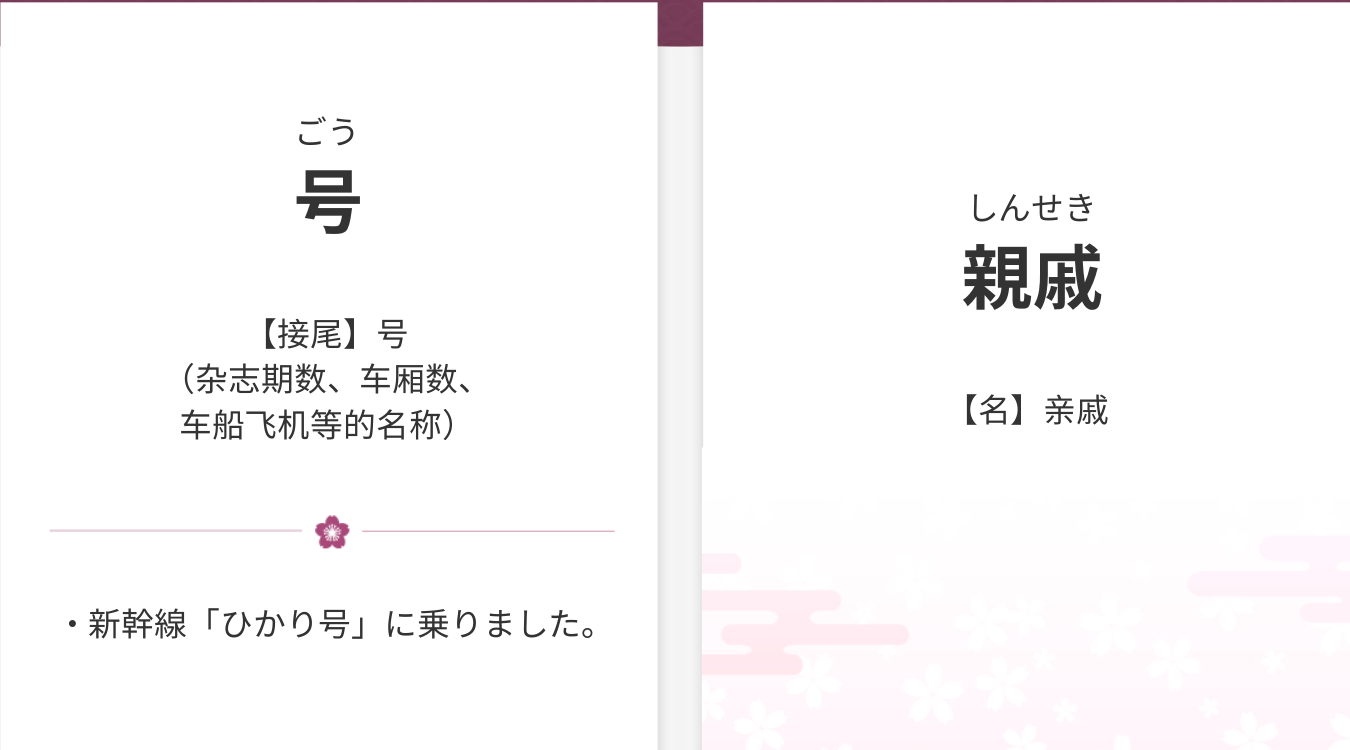 ごう
号
【接尾】号
（杂志期数、车厢数、
车船飞机等的名称）
・新幹線「ひかり号」に乗りました。
しんせき
親戚
【名】亲戚